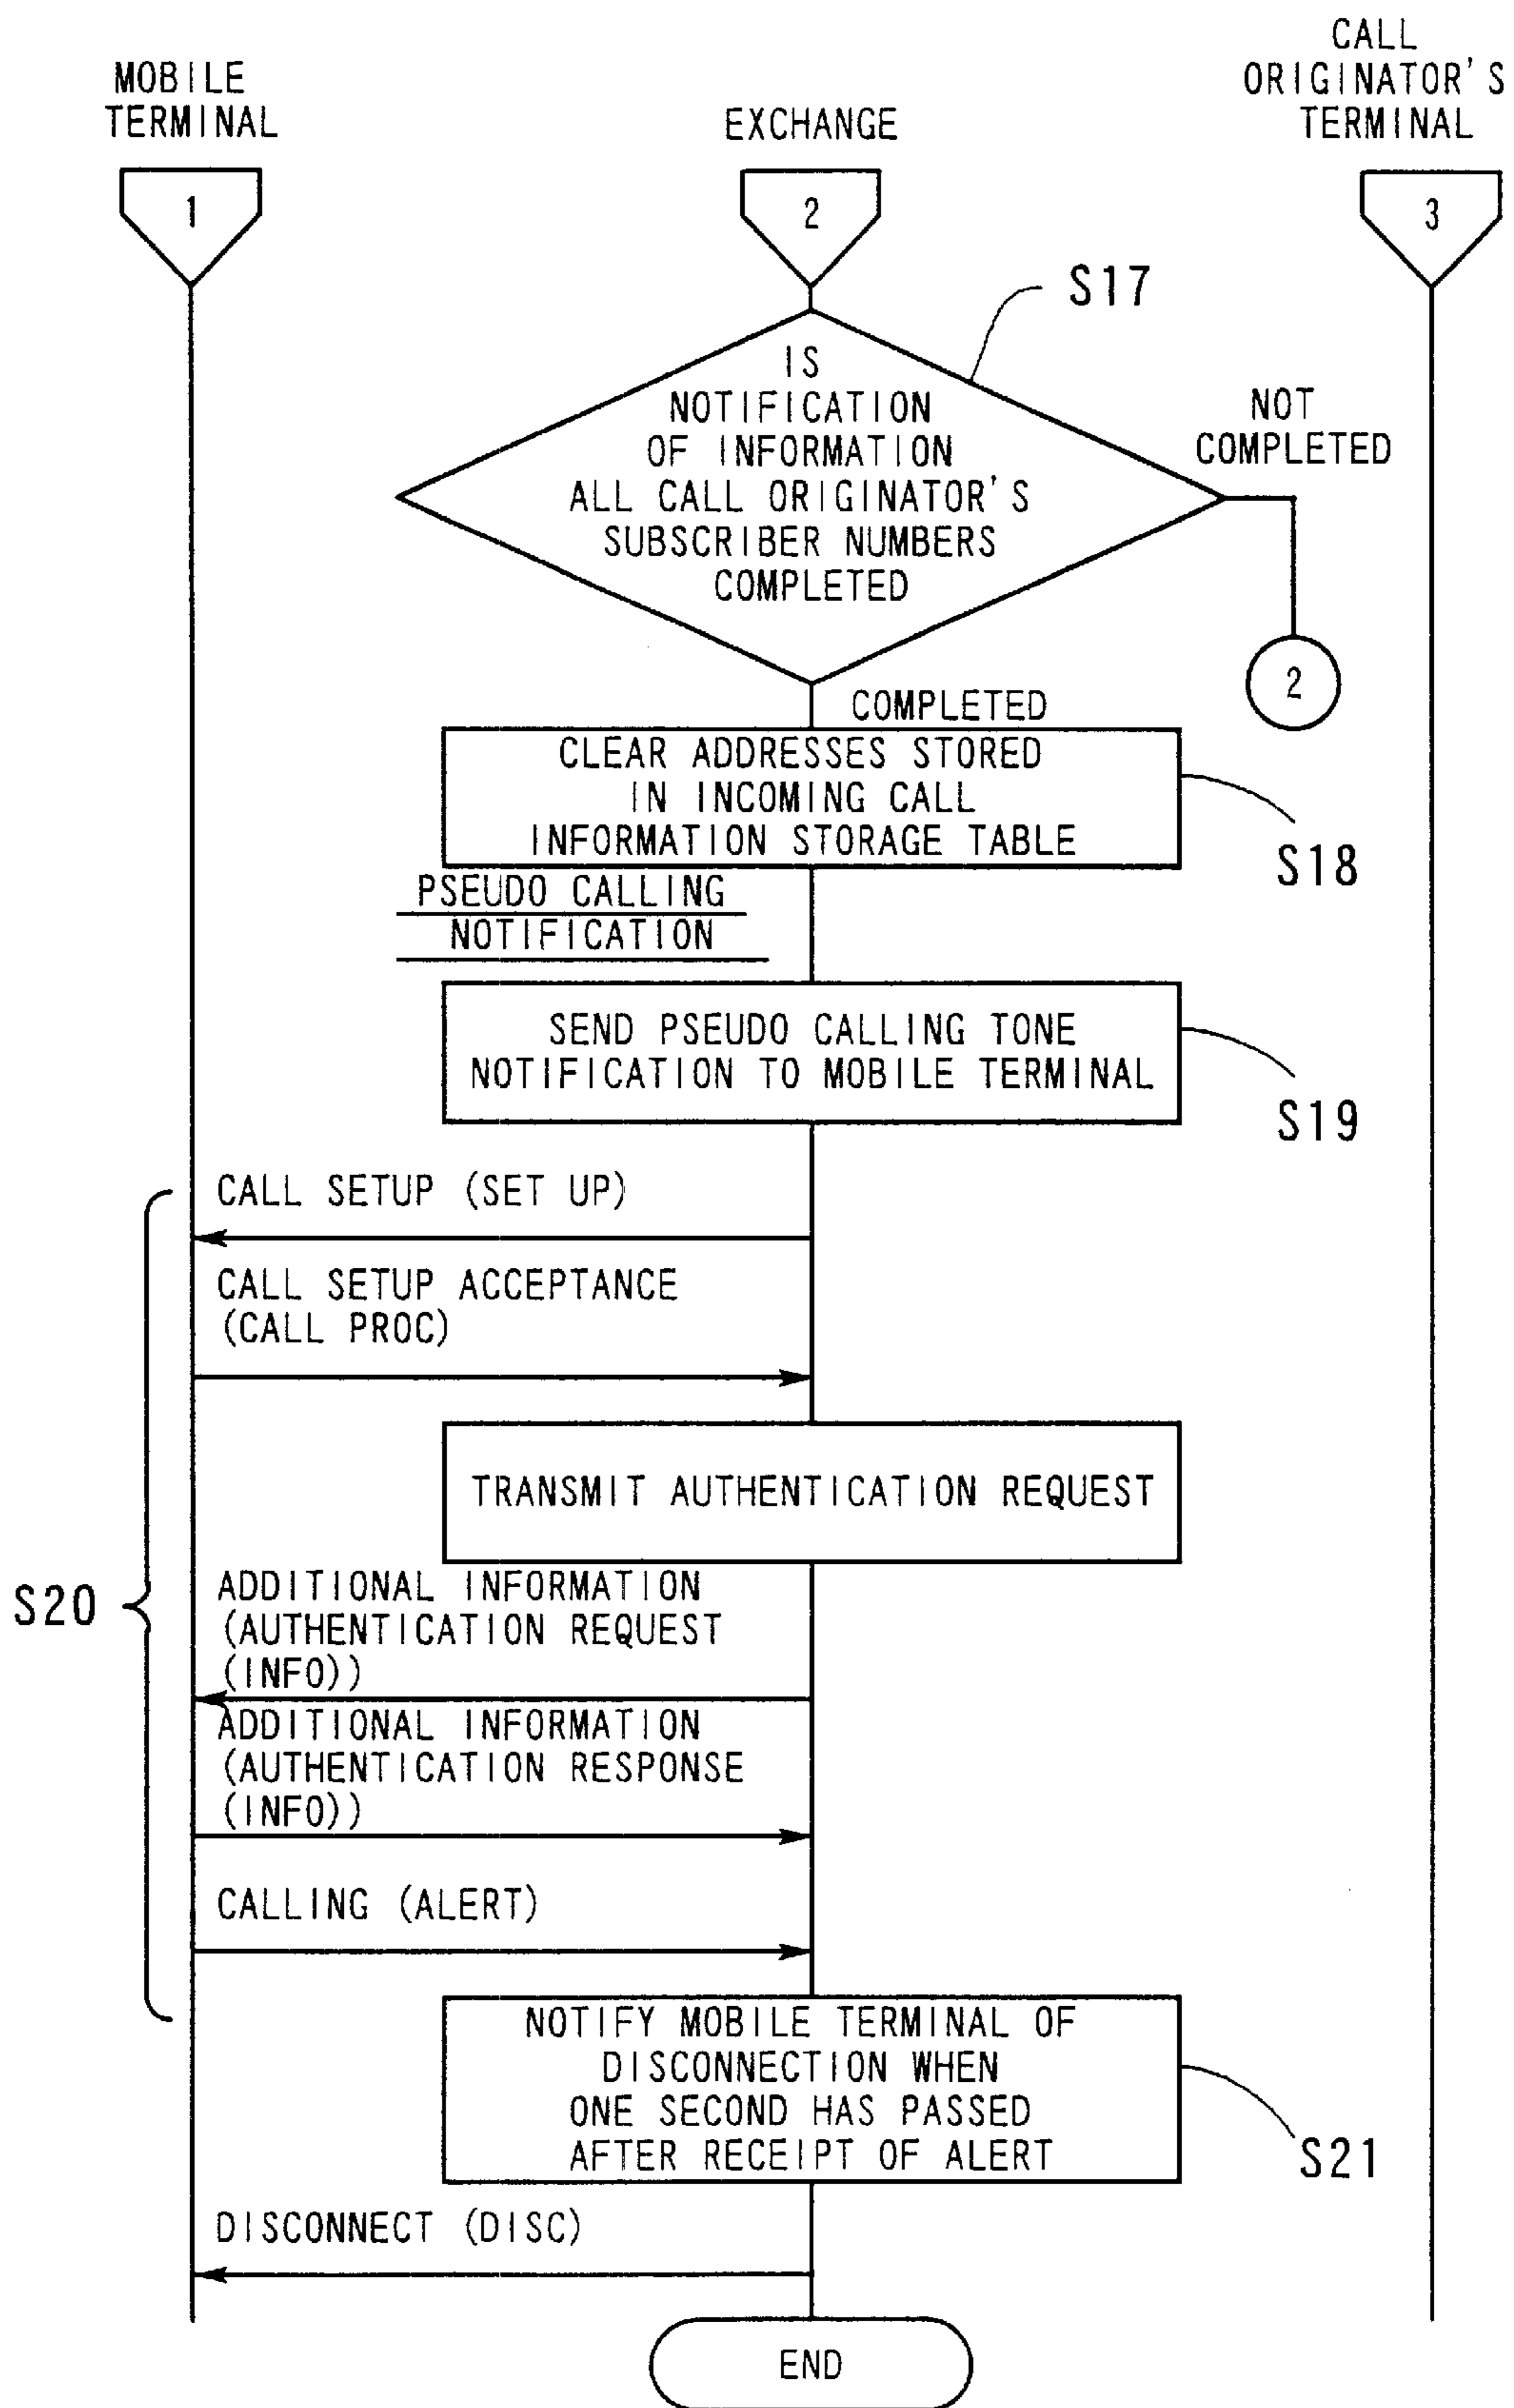 MOBILE
TERMINAL
EXCHANGE
CALL
ORIGINATOR'S
TERMINAL
1
2
3
S17
IS
NOTIFICATION
OF INFORMATION
ALL CALL ORIGINATOR'S
SUBSCRIBER NUMBERS
COMPLETED
NOT
COMPLETED
2
COMPLETED
CLEAR ADDRESSES STORED
IN INCOMING CALL
INFORMATION STORAGE TABLE
S18
PSEUDO CALLING
NOTIFICATION
SEND PSEUDO CALLING TONE
NOTIFICATION TO MOBILE TERMINAL
S19
CALL SETUP (SET UP)
CALL SETUP ACCEPTANCE
(CALL PROC)
TRANSMIT AUTHENTICATION REQUEST
S20
ADDITIONAL INFORMATION
(AUTHENTICATION REQUEST
(INFO))
ADDITIONAL INFORMATION
(AUTHENTICATION RESPONSE
(INFO))
CALLING (ALERT)
NOTIFY MOBILE TERMINAL OF
DISCONNECTION WHEN
ONE SECOND HAS PASSED
AFTER RECEIPT OF ALERT
S21
DISCONNECT (DISC)
END